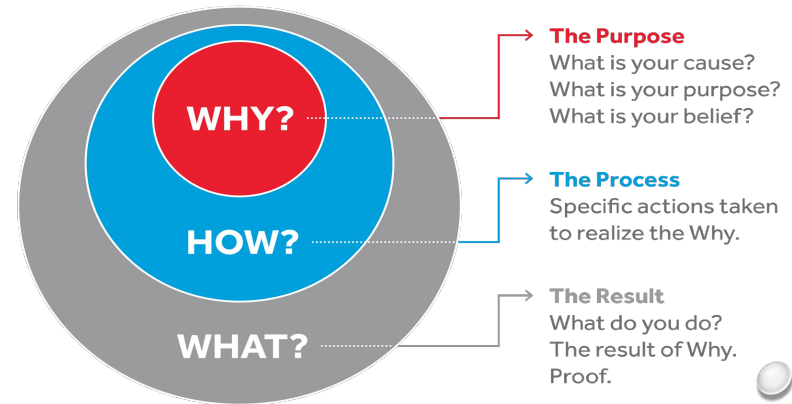 WHY?
The Purpose
What is your cause?
What is your purpose?
What is your belief?
HOW?
The Process
Specific actions taken
to realize the Why.
WHAT?
The Result
What do you do?
The result of Why.
Proof.